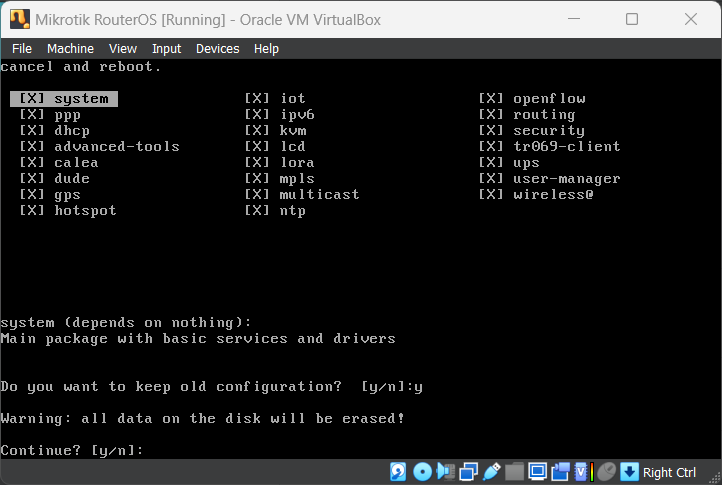 Mikrotik RouterOS [Running] - Oracle VM VirtualBox
File Machine View Input Devices Help
cancel and reboot.
[X] system [X] iot [X] openflow
[X] ppp [X] ipv6 [X] routing
[X] dhcp [X] kvm [X] security
[X] advanced-tools [X] lcd [X] tr069-client
[X] calea [X] lora [X] ups
[X] dude [X] mpls [X] user-manager
[X] gps [X] multicast [X] wireless@
[X] hotspot [X] ntp
system (depends on nothing):
Main package with basic services and drivers
Do you want to keep old configuration? [y/n]:y
Warning: all data on the disk will be erased!
Continue? [y/n]:
Right Ctrl